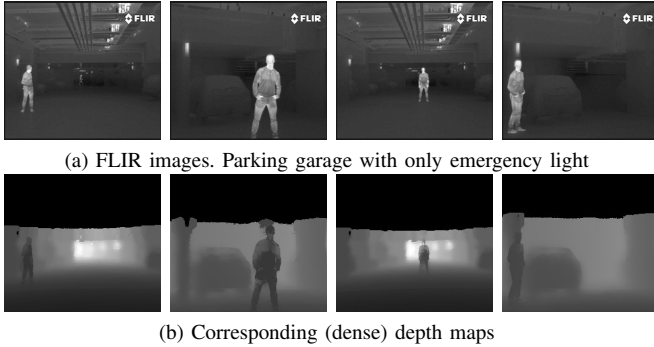 FLIR
FLIR
FLIR
FLIR
(a) FLIR images. Parking garage with only emergency light
(b) Corresponding (dense) depth maps